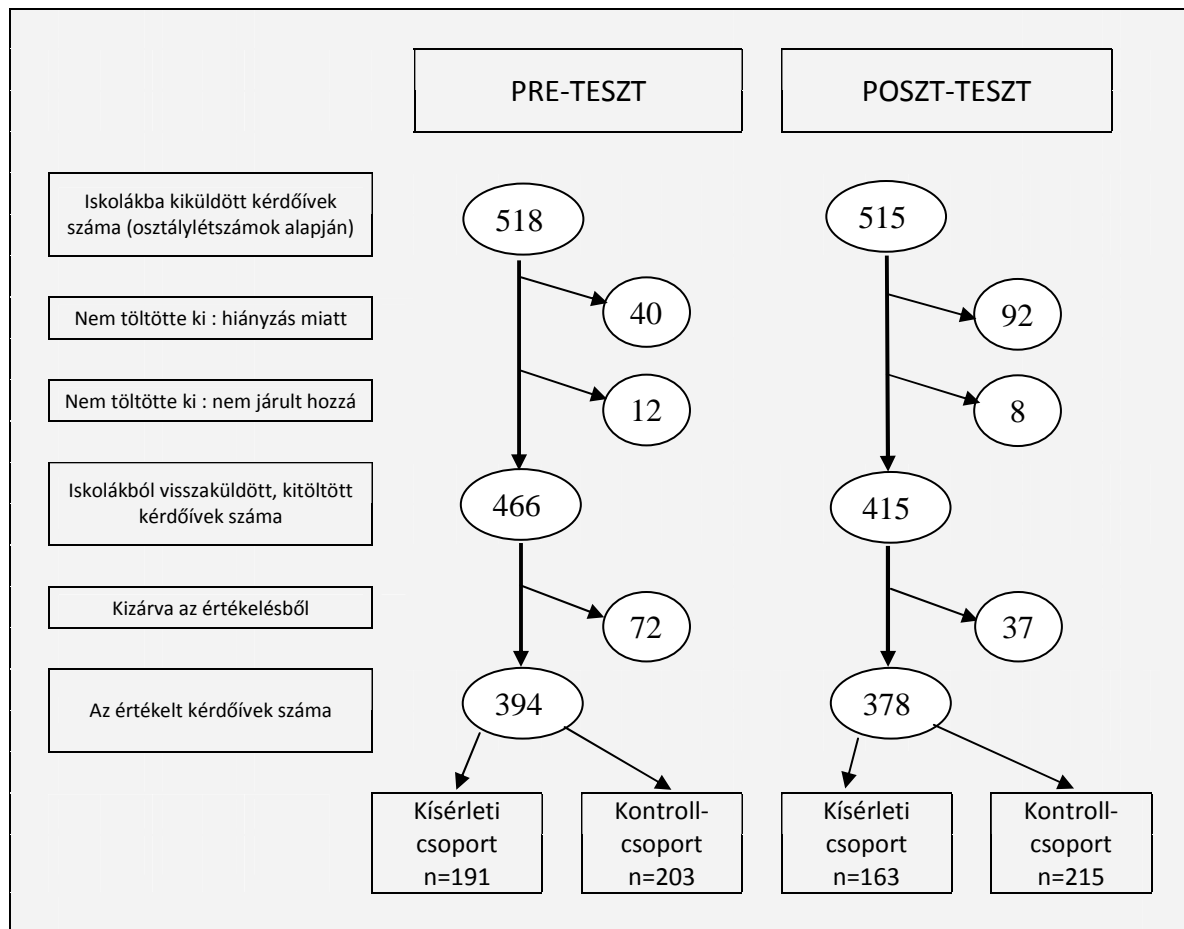 PRE-TESZT
POSZT-TESZT
Iskolákba kiküldött kérdőívek
száma (osztálylétszámok alapján)
518
515
Nem töltötte ki : hiányzás miatt
40
92
Nem töltötte ki : nem járult hozzá
12
8
Iskolákból visszaküldött, kitöltött
kérdőívek száma
466
415
Kizárva az értékelésből
72
37
Az értékelt kérdőívek száma
394
378
Kísérleti
csoport
n=191
Kontroll-
csoport
n=203
Kísérleti
csoport
n=163
Kontroll-
csoport
n=215